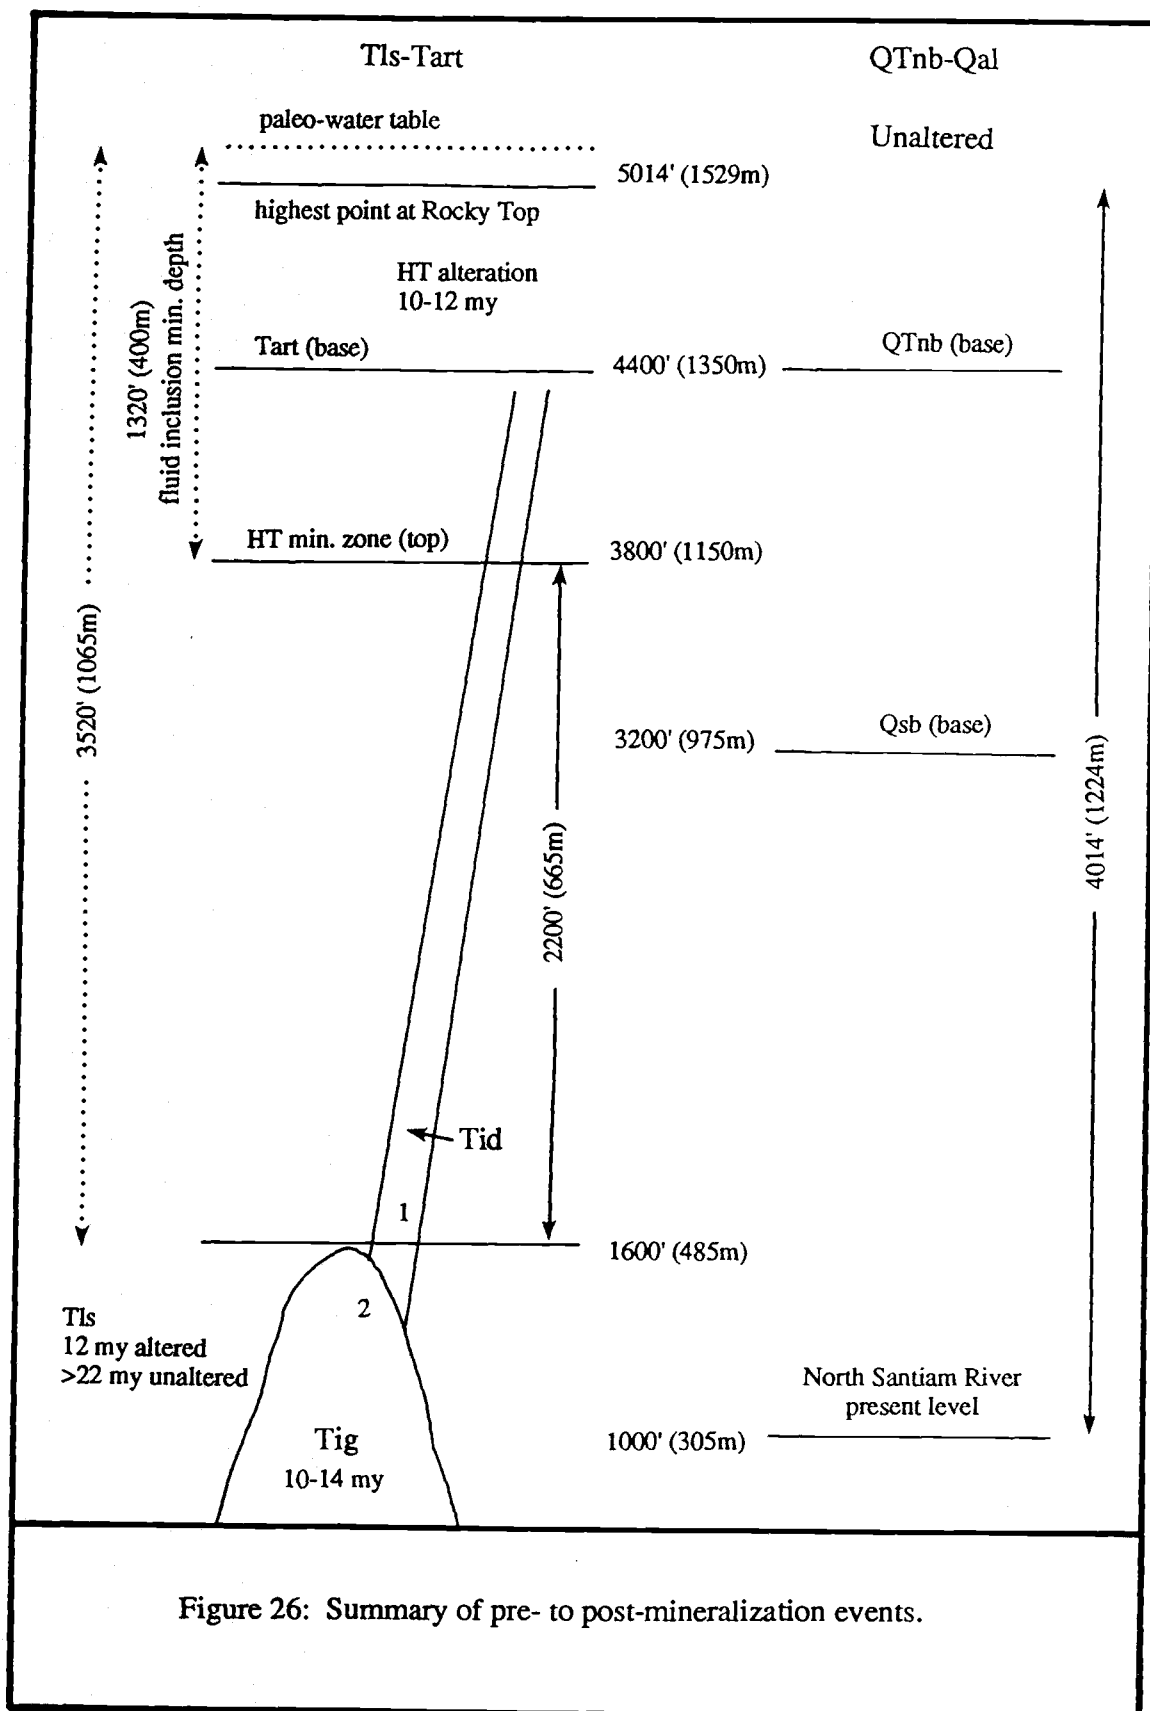 Tls-Tart
QTnb-Qal
paleo-water table
Unaltered
5014' (1529m)
highest point at Rocky Top
HT alteration
10-12 my
1320' (400m)
fluid inclusion min. depth
Tart (base)
4400' (1350m)
QTnb (base)
HT min. zone (top)
3800' (1150m)
3520' (1065m)
3200' (975m)
Qsb (base)
4014' (1224m)
2200' (665m)
Tid
1
1600' (485m)
2
Tls
12 my altered
>22 my unaltered
North Santiam River
present level
1000' (305m)
Tig
10-14 my
Figure 26: Summary of pre- to post-mineralization events.